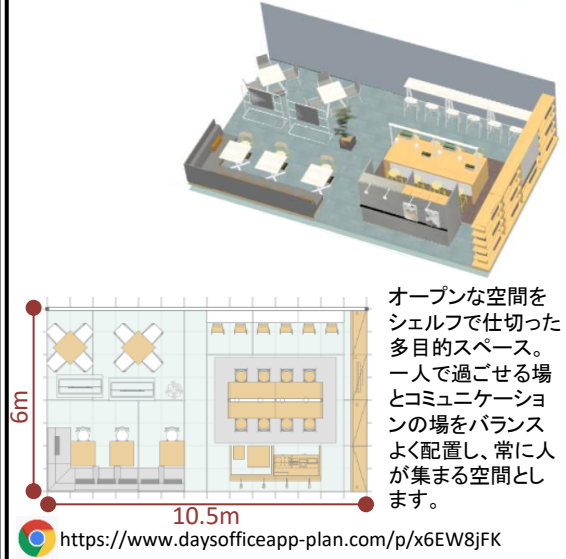 オープンな空間を
シェルフで仕切った
多目的スペース。
一人で過ごせる場
とコミュニケーショ
ンの場をバランス
よく配置し、常に人
が集まる空間とし
ます。
6m
10.5m
https://www.daysofficeapp-plan.com/p/x6EW8jFK